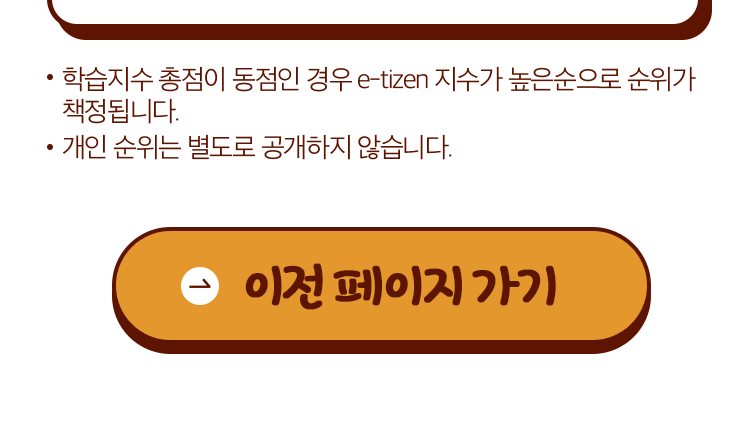 • 학습지수 총점이 동점인 경우 e-tizen 지수가 높은순으로 순위가
책정됩니다.
• 개인 순위는 별도로 공개하지 않습니다.
이전 페이지 가기